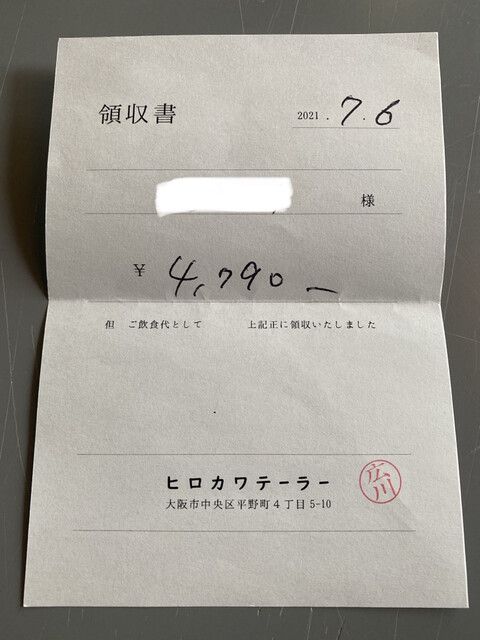 領収書
2021.7.6
様
¥ 4,790-
但 ご飲食代として 上記正に領収いたしました
ヒロカワテーラー
広川
大阪市中央区平野町4丁目5-10